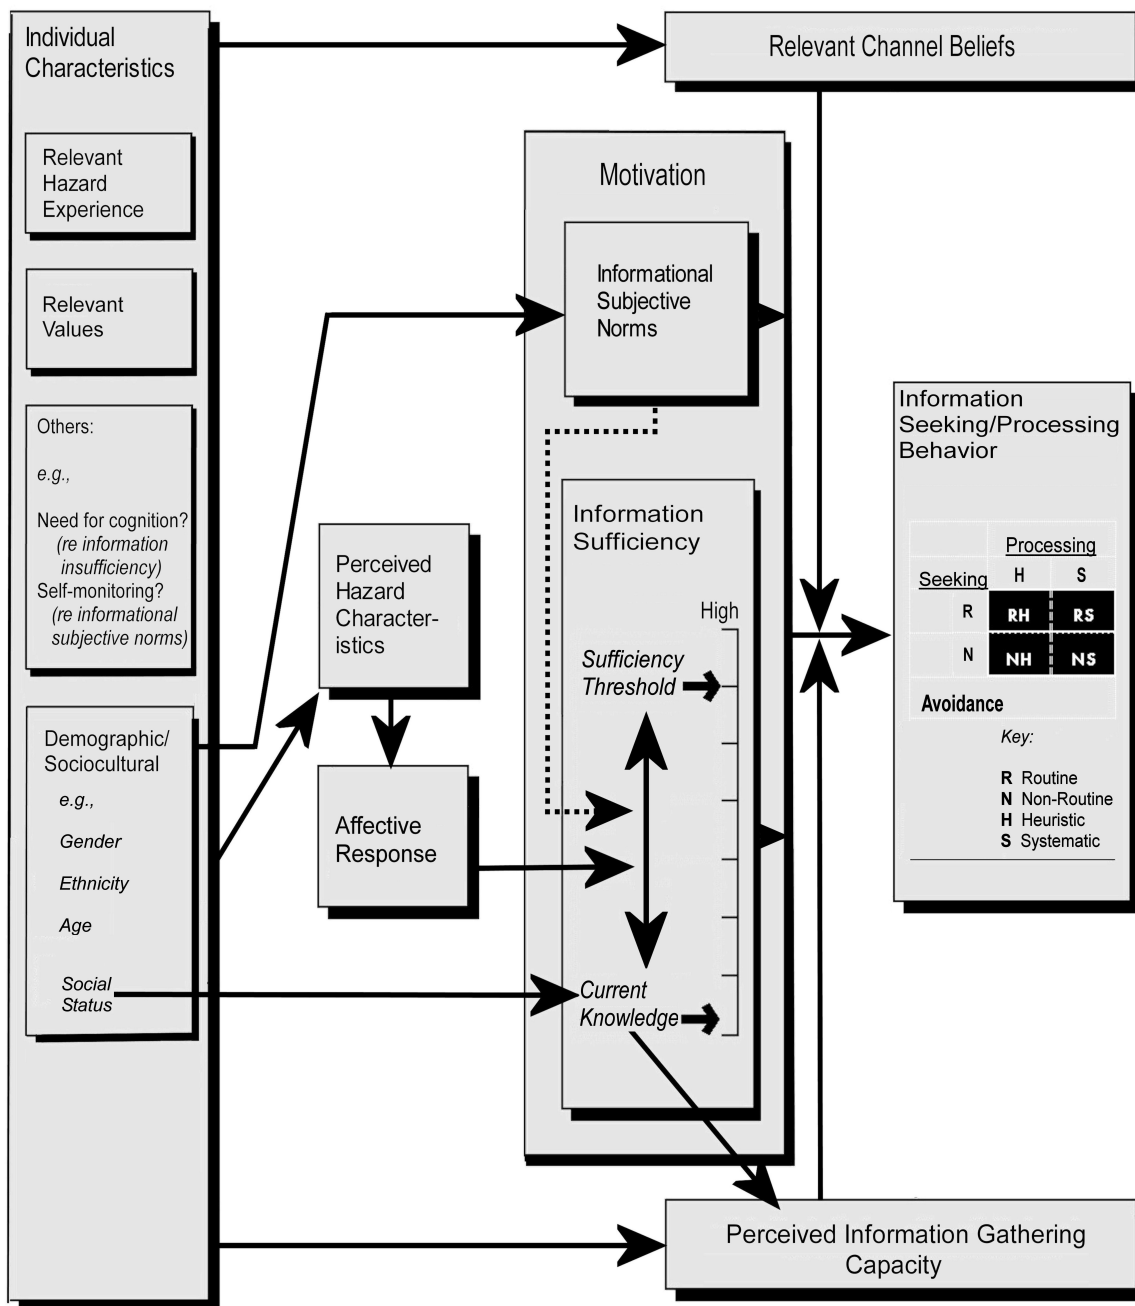 Individual
Characteristics
Relevant
Hazard
Experience
Relevant
Values
Others:
e.g.,
Need for cognition?
(re information
insufficiency)
Self-monitoring?
(re informational
subjective norms)
Demographic/
Sociocultural
e.g.,
Gender
Ethnicity
Age
Social
Status
Perceived
Hazard
Character-
istics
Affective
Response
Motivation
Informational
Subjective
Norms
Information
Sufficiency
High
Sufficiency
Threshold
Current
Knowledge
Relevant Channel Beliefs
Perceived Information Gathering
Capacity
Information
Seeking/Processing
Behavior
Processing
Seeking H S
R RH RS
N NH NS
Avoidance
Key:
R Routine
N Non-Routine
H Heuristic
S Systematic